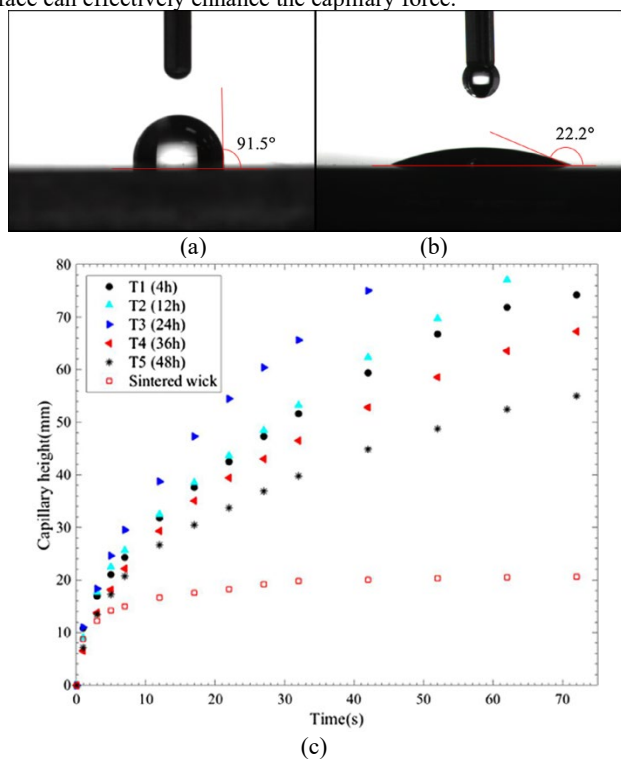 face can effectively enhance the capillary force.
91.5°
22.2°
(a)
(b)
80
70
60
50
40
30
20
10
0
Capillary height(mm)
T1 (4h)
T2 (12h)
T3 (24h)
T4 (36h)
T5 (48h)
Sintered wick
0 10 20 30 40 50 60 70
Time(s)
(c)